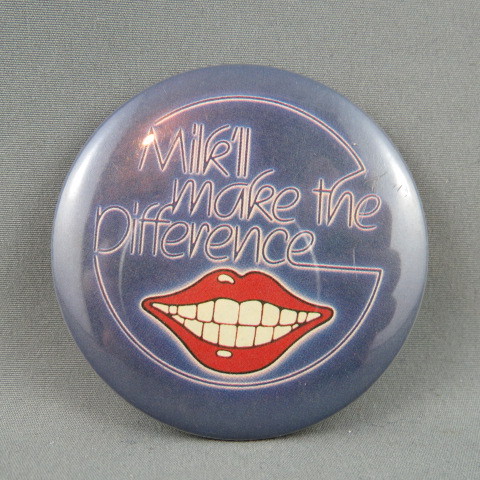 Milk'll
make the
Difference